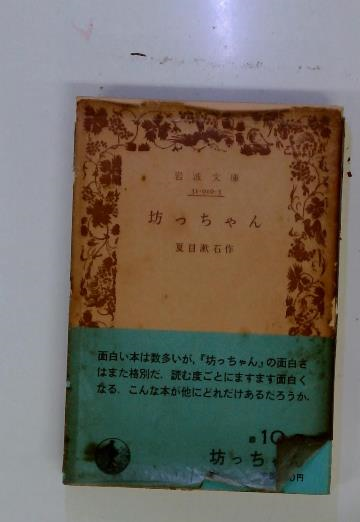 岩波文庫
31-010-3
坊っちゃん
夏目漱石作
面白い本は数多いが、『坊っちゃん』の面白さ
はまた格別だ。読む度ごとにますます面白く
なる。こんな本が他にどれだけあるだろうか。
坊っちゃん
0円